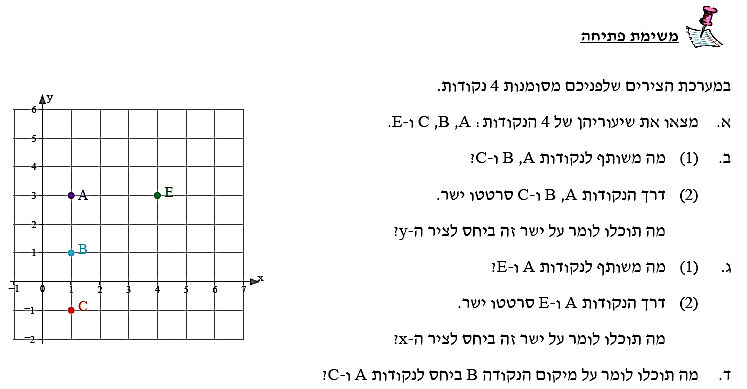 משימת פתיחה
במערכת הצירים שלפניכם מסומנות 4 נקודות.
א. מצאו את שיעוריהן של 4 הנקודות: A, B, C ו-E.
ב. (1) מה משותף לנקודות A, B ו-C?
(2) דרך הנקודות A, B ו-C סרטטו ישר.
מה תוכלו לומר על ישר זה ביחס לציר ה-y?
ג. (1) מה משותף לנקודות A ו-E?
(2) דרך הנקודות A ו-E סרטטו ישר.
מה תוכלו לומר על ישר זה ביחס לציר ה-x?
ד. מה תוכלו לומר על מיקום הנקודה B ביחס לנקודות A ו-C?
y
6
5
4
3 A E
2
1 B
x
−1 0 1 2 3 4 5 6 7
−1 C
−2